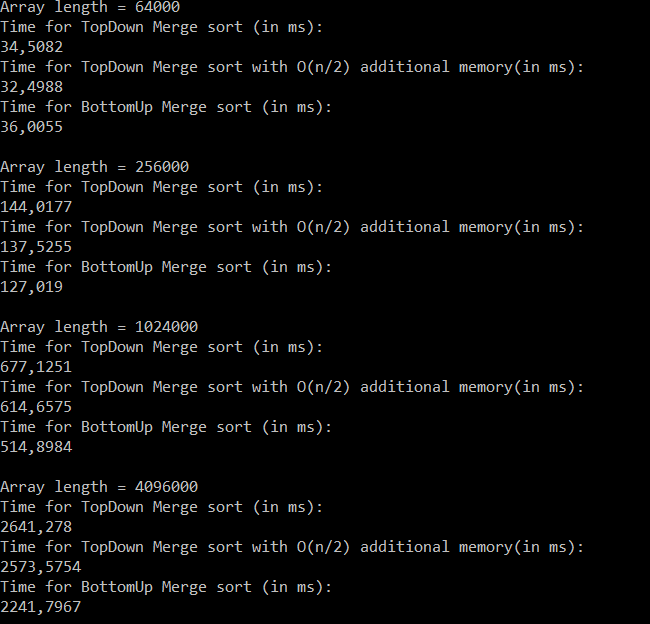 Array length = 64000
Time for TopDown Merge sort (in ms):
34,5082
Time for TopDown Merge sort with O(n/2) additional memory(in ms):
32,4988
Time for BottomUp Merge sort (in ms):
36,0055
Array length = 256000
Time for TopDown Merge sort (in ms):
144,0177
Time for TopDown Merge sort with O(n/2) additional memory(in ms):
137,5255
Time for BottomUp Merge sort (in ms):
127,019
Array length = 1024000
Time for TopDown Merge sort (in ms):
677,1251
Time for TopDown Merge sort with O(n/2) additional memory(in ms):
614,6575
Time for BottomUp Merge sort (in ms):
514,8984
Array length = 4096000
Time for TopDown Merge sort (in ms):
2641,278
Time for TopDown Merge sort with O(n/2) additional memory(in ms):
2573,5754
Time for BottomUp Merge sort (in ms):
2241,7967